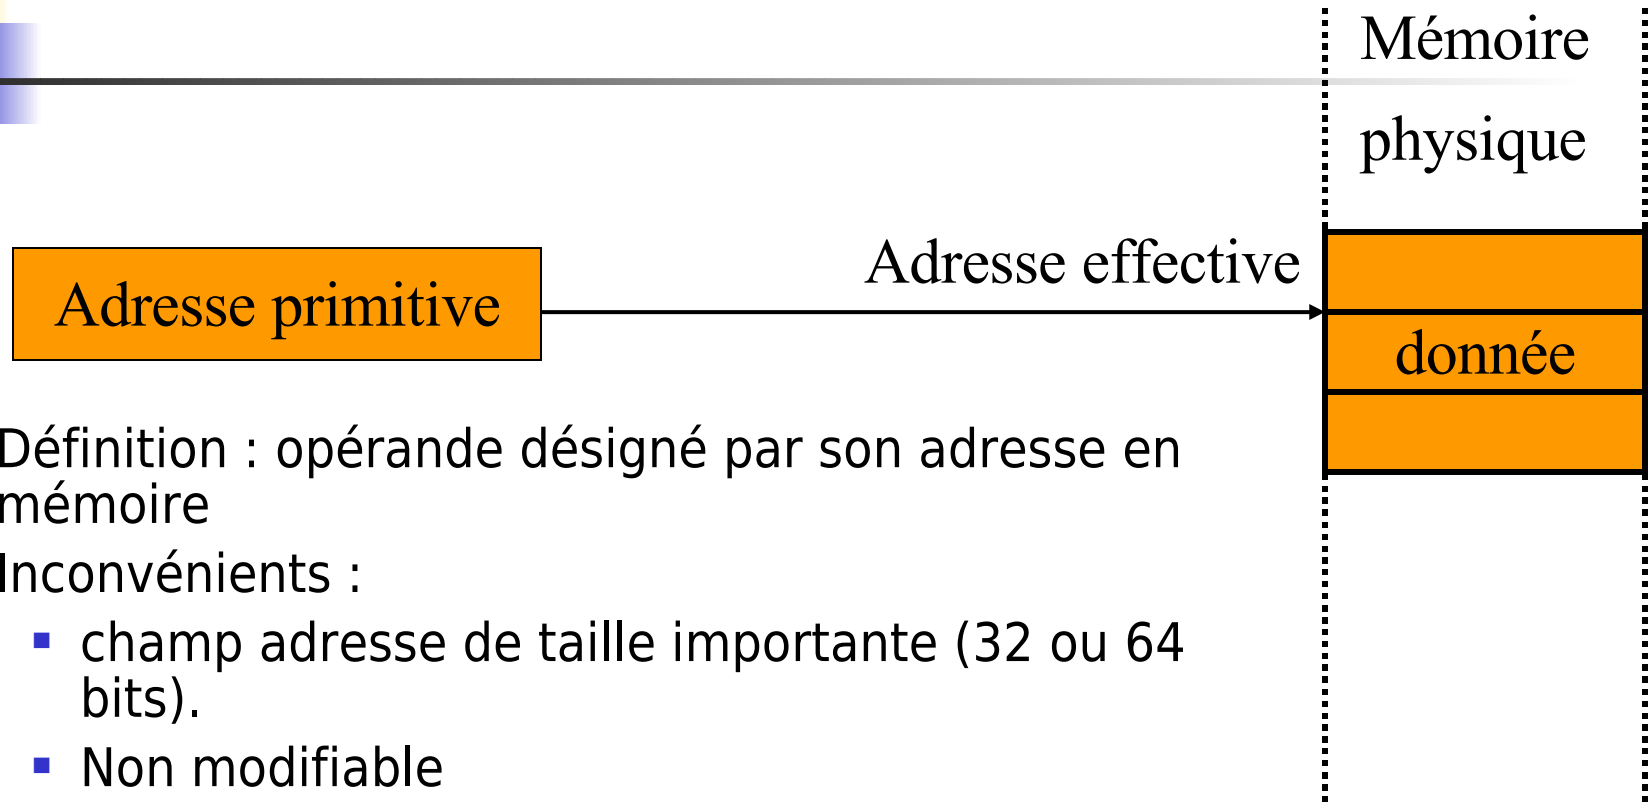 Mémoire
physique
Adresse effective
Adresse primitive
donnée
Définition : opérande désigné par son adresse en
mémoire
Inconvénients :
▪ champ adresse de taille importante (32 ou 64
bits).
▪ Non modifiable